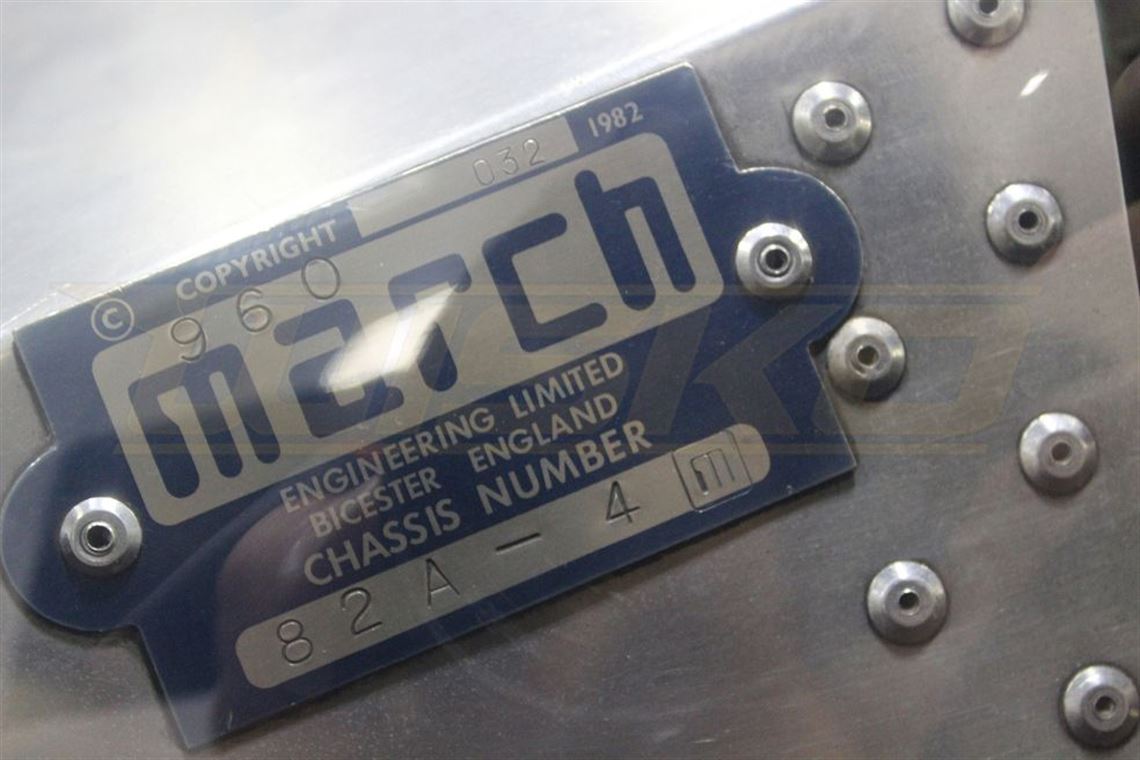 © COPYRIGHT 032 1982
960
march
ENGINEERING LIMITED
BICESTER ENGLAND
CHASSIS NUMBER
82A-4 m